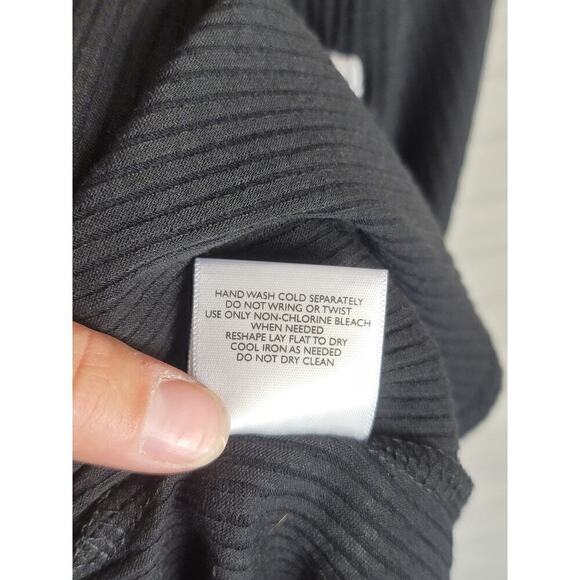 HAND WASH COLD SEPARATELY
DO NOT WRING OR TWIST
USE ONLY NON-CHLORINE BLEACH
WHEN NEEDED
RESHAPE LAY FLAT TO DRY
COOL IRON AS NEEDED
DO NOT DRY CLEAN